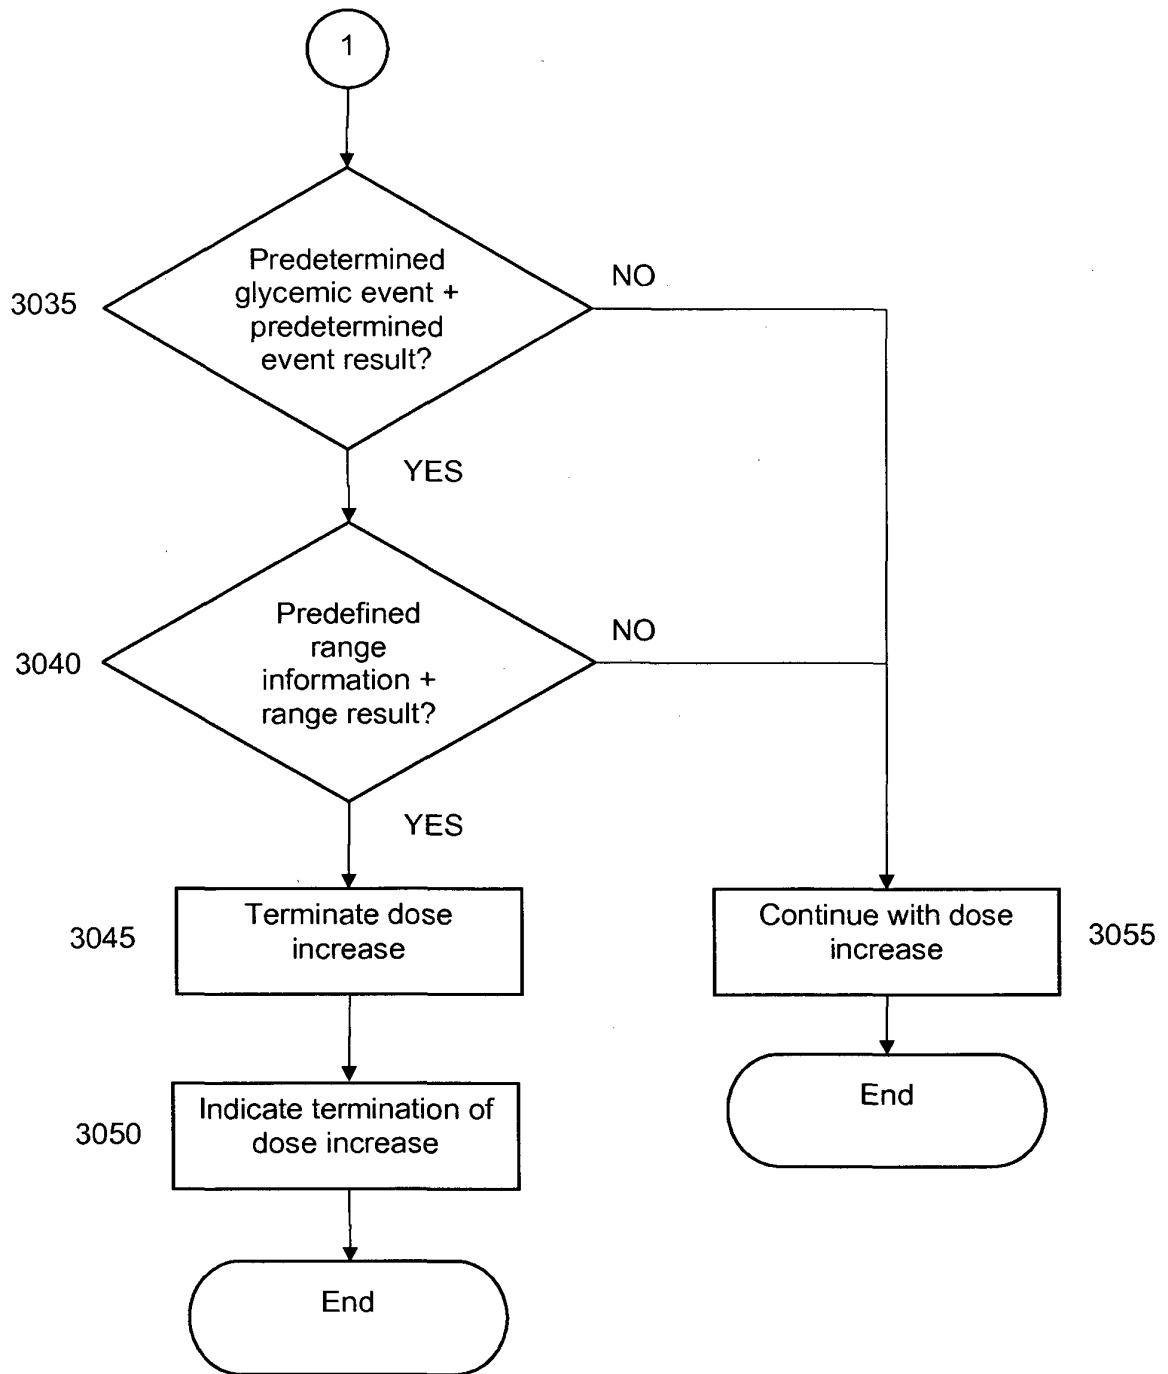 1
Predetermined
glycemic event +
predetermined
event result?
NO
3035
YES
Predefined
range
information +
range result?
NO
3040
YES
Terminate dose
increase
3045
Continue with dose
increase
3055
Indicate termination of
dose increase
3050
End
End